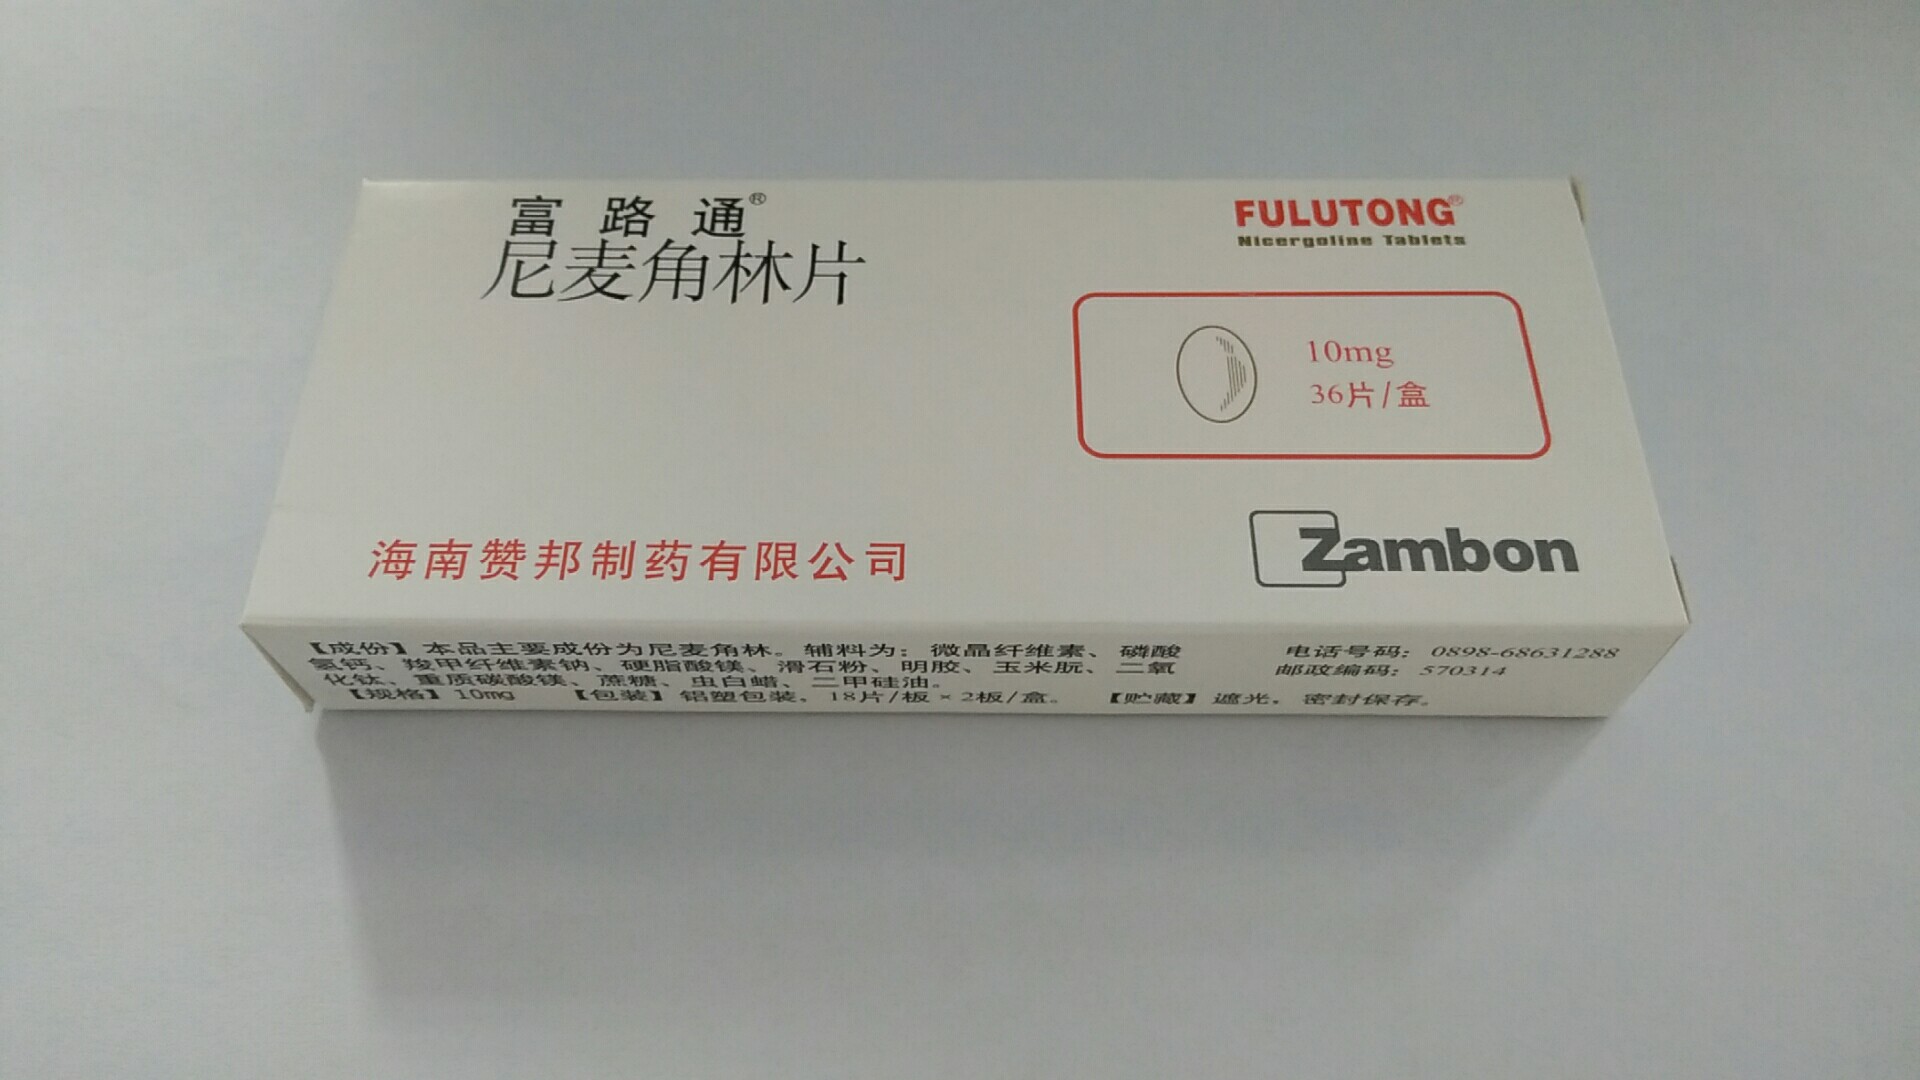 富路通®
尼麦角林片
FULUTONG®
Nicergoline Tablets
10mg
36片/盒
海南赞邦制药有限公司
Zambon
【成份】本品主要成份为尼麦角林。辅料为：微晶纤维素、磷酸
氢钙、羧甲纤维素钠、硬脂酸镁、滑石粉、明胶、玉米朊、二氧
化钛、重质碳酸镁、蔗糖、虫白蜡、二甲硅油。
【规格】10mg 【包装】铝塑包装，18片/板×2板/盒。 【贮藏】遮光，密封保存。
电话号码：0898-68631288
邮政编码：570314